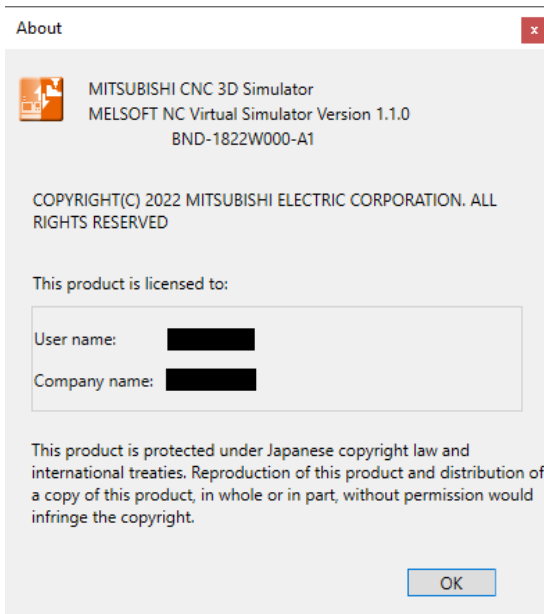 About
x
MITSUBISHI CNC 3D Simulator
MELSOFT NC Virtual Simulator Version 1.1.0
BND-1822W000-A1
COPYRIGHT(C) 2022 MITSUBISHI ELECTRIC CORPORATION. ALL
RIGHTS RESERVED
This product is licensed to:
User name:
Company name:
This product is protected under Japanese copyright law and
international treaties. Reproduction of this product and distribution of
a copy of this product, in whole or in part, without permission would
infringe the copyright.
OK